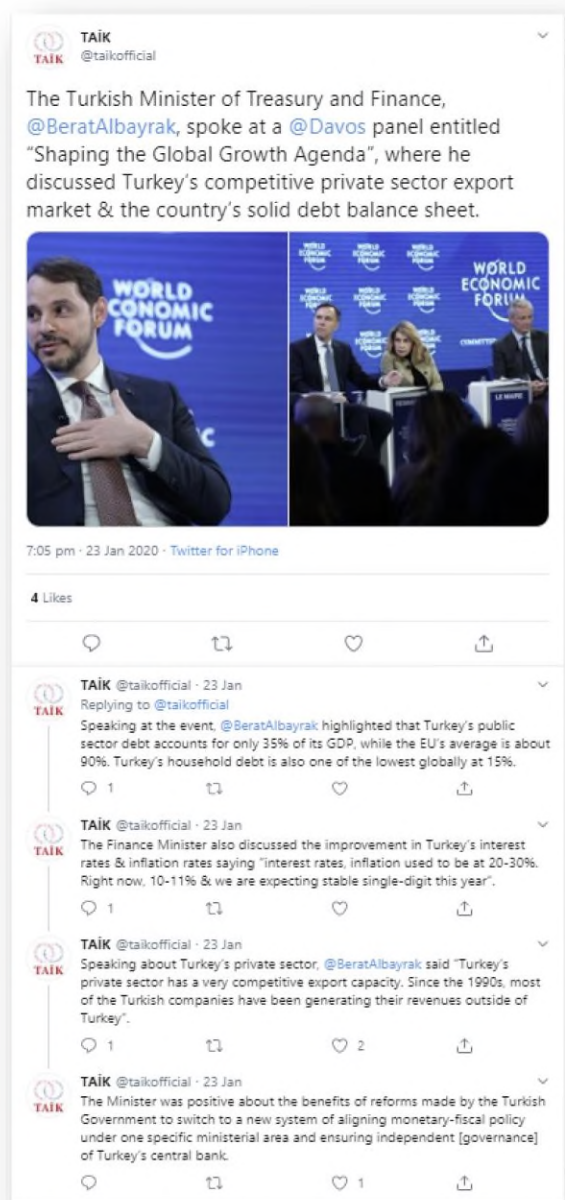 TAİK
@taikofficial
TAİK
The Turkish Minister of Treasury and Finance,
@BeratAlbayrak, spoke at a @Davos panel entitled
“Shaping the Global Growth Agenda”, where he
discussed Turkey’s competitive private sector export
market & the country’s solid debt balance sheet.
WORLD
ECONOMIC
FORUM
WORLD
ECONOMIC
FORUM
COMMITT
LE MAIRE
7:05 pm · 23 Jan 2020 · Twitter for iPhone
4 Likes
TAİK @taikofficial · 23 Jan
TAİK
Replying to @taikofficial
Speaking at the event, @BeratAlbayrak highlighted that Turkey’s public
sector debt accounts for only 35% of its GDP, while the EU’s average is about
90%. Turkey’s household debt is also one of the lowest globally at 15%.
1
TAİK @taikofficial · 23 Jan
TAİK
The Finance Minister also discussed the improvement in Turkey’s interest
rates & inflation rates saying “interest rates, inflation used to be at 20-30%.
Right now, 10-11% & we are expecting stable single-digit this year”.
1
TAİK @taikofficial · 23 Jan
TAİK
Speaking about Turkey’s private sector, @BeratAlbayrak said “Turkey’s
private sector has a very competitive export capacity. Since the 1990s, most
of the Turkish companies have been generating their revenues outside of
Turkey”.
1 2
TAİK @taikofficial · 23 Jan
TAİK
The Minister was positive about the benefits of reforms made by the Turkish
Government to switch to a new system of aligning monetary-fiscal policy
under one specific ministerial area and ensuring independent [governance]
of Turkey’s central bank.
1